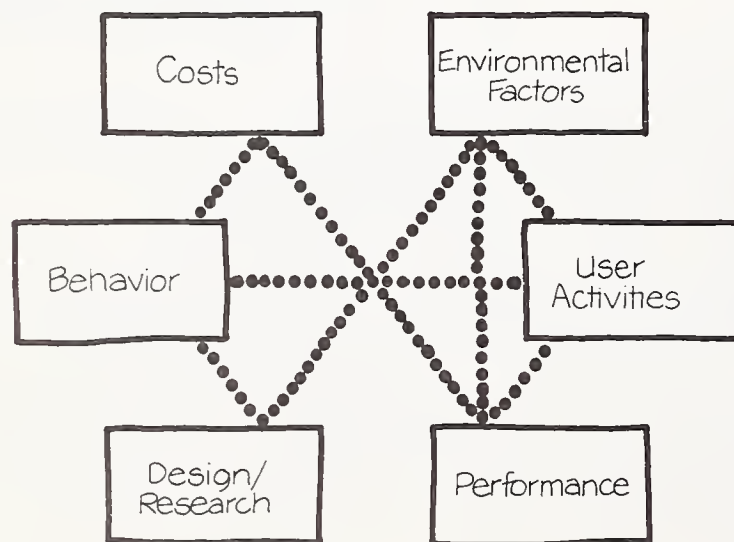 Costs
Environmental
Factors
Behavior
User
Activities
Design/
Research
Performance